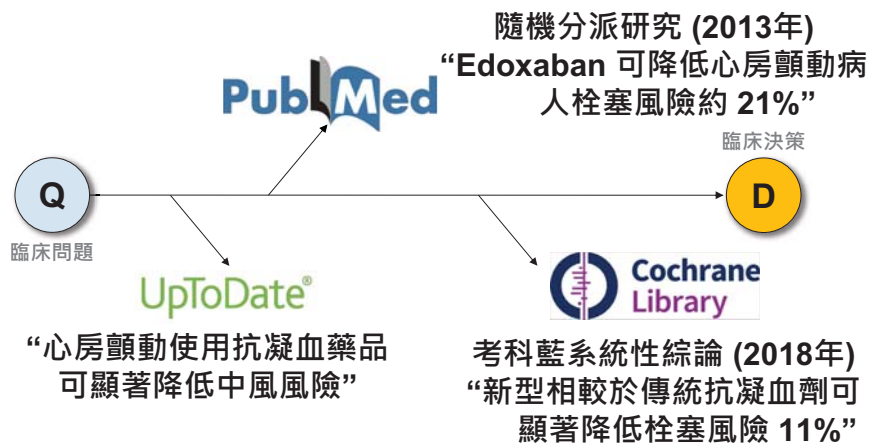 隨機分派研究 (2013年)
“Edoxaban 可降低心房顫動病
人栓塞風險約 21%”
PubMed
臨床決策
Q
D
臨床問題
UpToDate®
Cochrane
Library
“心房顫動使用抗凝血藥品
可顯著降低中風風險”
考科藍系統性綜論 (2018年)
“新型相較於傳統抗凝血劑可
顯著降低栓塞風險 11%”